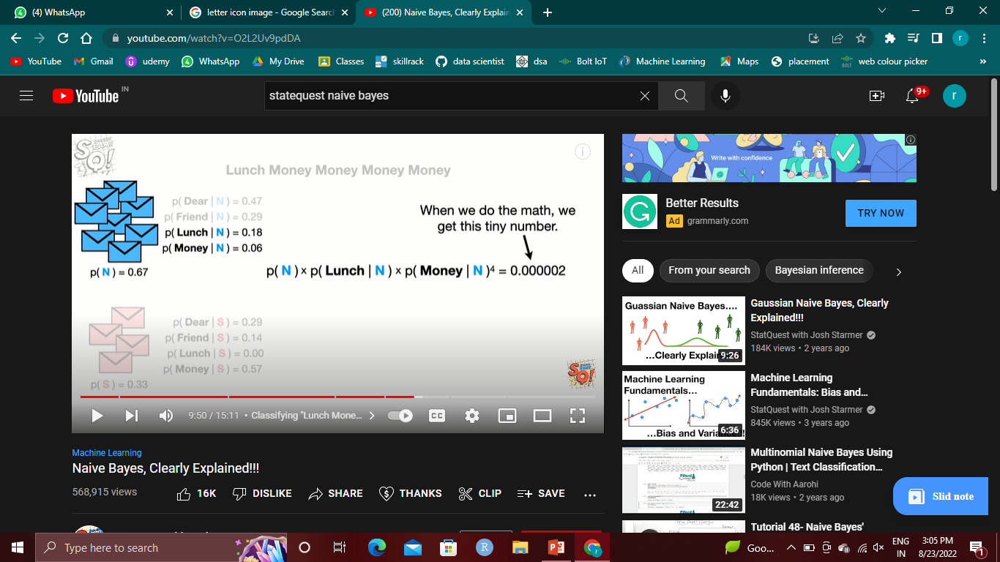 (4) WhatsApp
letter icon image - Google Searc
(200) Naive Bayes, Clearly Explain
youtube.com/watch?v=O2L2Uv9pdDA
r
YouTube
Gmail
udemy
WhatsApp
My Drive
Classes
skillrack
data scientist
dsa
Bolt IoT
Machine Learning
Maps
placement
BOLT
web colour picker
»
YouTube IN
statequest naive bayes
9+
r
SQ!
Lunch Money Money Money Money
p( Dear | N ) = 0.47
p( Friend | N ) = 0.29
p( Lunch | N ) = 0.18
p( Money | N ) = 0.06
p( N ) = 0.67
When we do the math, we
get this tiny number.
p( N ) × p( Lunch | N ) × p( Money | N )⁴ = 0.000002
p( Dear | S ) = 0.29
p( Friend | S ) = 0.14
p( Lunch | S ) = 0.00
p( Money | S ) = 0.57
p( S ) = 0.33
SQ!
9:50 / 15:11 • Classifying "Lunch Mone...
CC
Machine Learning
Naive Bayes, Clearly Explained!!!
568,915 views
16K
DISLIKE
SHARE
THANKS
CLIP
SAVE
Write with confidence
Better Results
Ad grammarly.com
TRY NOW
All
From your search
Bayesian inference
Guassian Naive Bayes....
...Clearly Explain
9:26
Gaussian Naive Bayes, Clearly
Explained!!!
StatQuest with Josh Starmer
184K views • 2 years ago
Machine Learning
Fundamentals...
...Bias and Varian
6:36
Machine Learning
Fundamentals: Bias and...
StatQuest with Josh Starmer
845K views • 3 years ago
22:42
Multinomial Naive Bayes Using
Python | Text Classification...
Code With Aarohi
18K views • 2 years ago
Tutorial 48- Naive Bayes'
Slid note
Type here to search
R
r
Goo...
ENG
IN
3:05 PM
8/23/2022
1